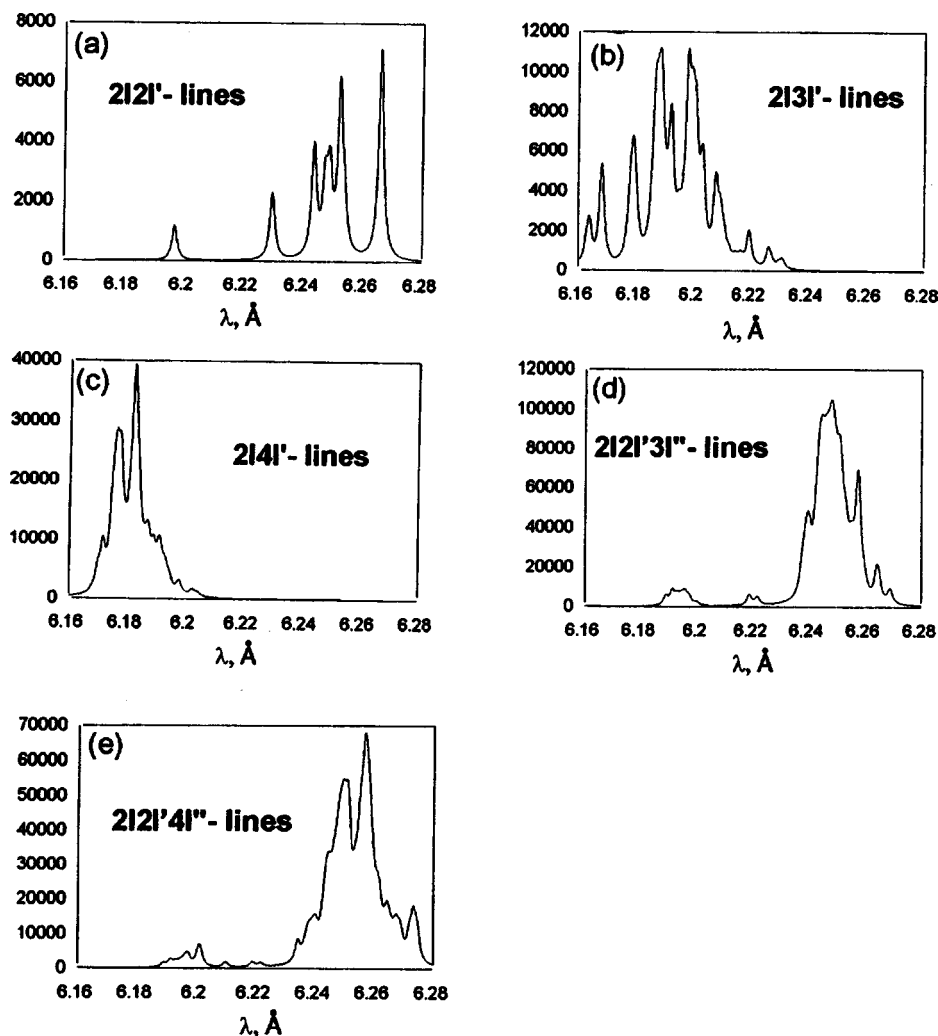 (a)
2l2l'- lines
8000
6000
4000
2000
0
6.16 6.18 6.2 6.22 6.24 6.26 6.28
λ, Å
(b)
2l3l'- lines
12000
10000
8000
6000
4000
2000
0
6.16 6.18 6.2 6.22 6.24 6.26 6.28
λ, Å
(c)
2l4l'- lines
40000
30000
20000
10000
0
6.16 6.18 6.2 6.22 6.24 6.26 6.28
λ, Å
(d)
2l2l'3l"- lines
120000
100000
80000
60000
40000
20000
0
6.16 6.18 6.2 6.22 6.24 6.26 6.28
λ, Å
(e)
2l2l'4l"- lines
70000
60000
50000
40000
30000
20000
10000
0
6.16 6.18 6.2 6.22 6.24 6.26 6.28
λ, Å